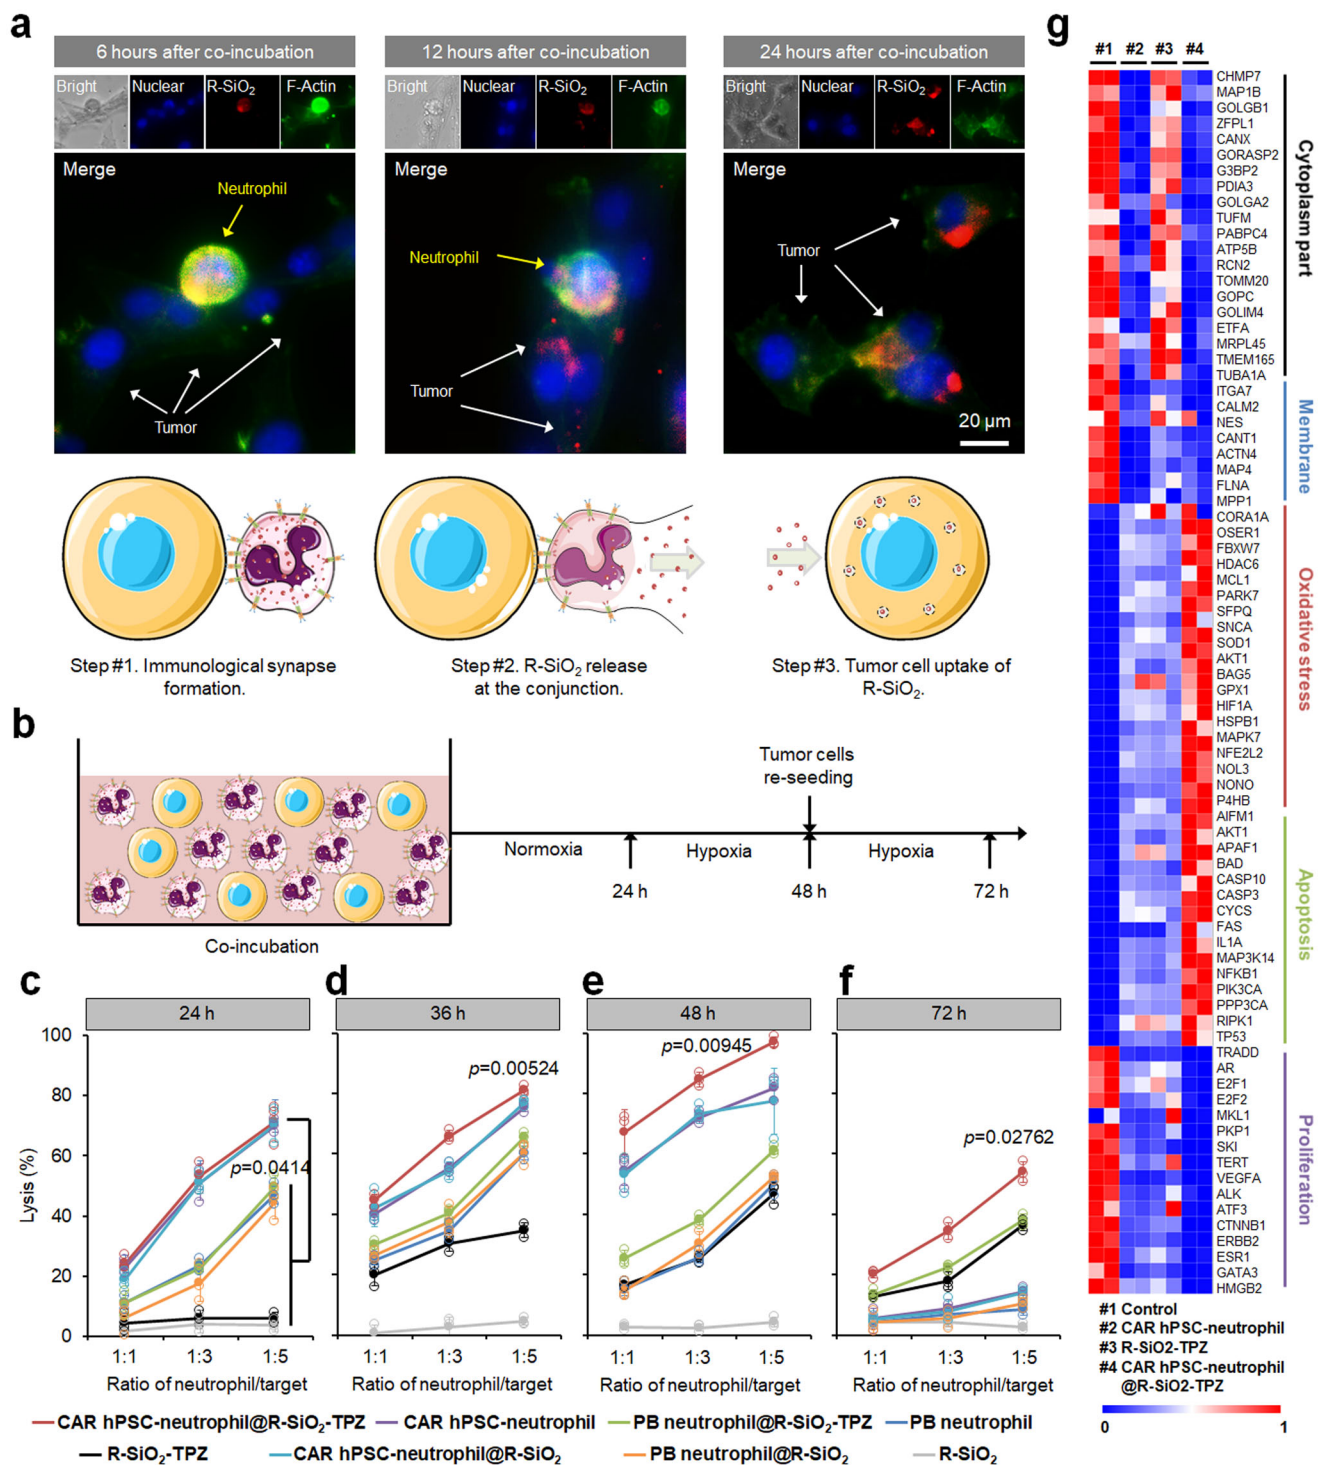 a
6 hours after co-incubation
Bright
Nuclear
R-SiO₂
F-Actin
Merge
Neutrophil
Tumor
12 hours after co-incubation
Bright
Nuclear
R-SiO₂
F-Actin
Merge
Neutrophil
Tumor
24 hours after co-incubation
Bright
Nuclear
R-SiO₂
F-Actin
Merge
Tumor
20 µm
Step #1. Immunological synapse
formation.
Step #2. R-SiO₂ release
at the conjunction.
Step #3. Tumor cell uptake of
R-SiO₂.
b
Co-incubation
Normoxia
24 h
Hypoxia
Tumor cells
re-seeding
48 h
Hypoxia
72 h
c
24 h
Lysis (%)
100
80
60
40
20
0
p=0.0414
1:1 1:3 1:5
Ratio of neutrophil/target
d
36 h
p=0.00524
1:1 1:3 1:5
Ratio of neutrophil/target
e
48 h
p=0.00945
1:1 1:3 1:5
Ratio of neutrophil/target
f
72 h
p=0.02762
1:1 1:3 1:5
Ratio of neutrophil/target
CAR hPSC-neutrophil@R-SiO₂-TPZ
CAR hPSC-neutrophil
PB neutrophil@R-SiO₂-TPZ
PB neutrophil
R-SiO₂-TPZ
CAR hPSC-neutrophil@R-SiO₂
PB neutrophil@R-SiO₂
R-SiO₂
g
#1 #2 #3 #4
CHMP7
MAP1B
GOLGB1
ZFPL1
CANX
GORASP2
G3BP2
PDIA3
GOLGA2
TUFM
PABPC4
ATP5B
RCN2
TOMM20
GOPC
GOLIM4
ETFA
MRPL45
TMEM165
TUBA1A
Cytoplasm part
ITGA7
CALM2
NES
CANT1
ACTN4
MAP4
FLNA
MPP1
Membrane
CORA1A
OSER1
FBXW7
HDAC6
MCL1
PARK7
SFPQ
SNCA
SOD1
AKT1
BAG5
GPX1
HIF1A
HSPB1
MAPK7
NFE2L2
NOL3
NONO
P4HB
Oxidative stress
AIFM1
AKT1
APAF1
BAD
CASP10
CASP3
CYCS
FAS
IL1A
MAP3K14
NFKB1
PIK3CA
PPP3CA
RIPK1
TP53
Apoptosis
TRADD
AR
E2F1
E2F2
MKL1
PKP1
SKI
TERT
VEGFA
ALK
ATF3
CTNNB1
ERBB2
ESR1
GATA3
HMGB2
Proliferation
#1 Control
#2 CAR hPSC-neutrophil
#3 R-SiO2-TPZ
#4 CAR hPSC-neutrophil
@R-SiO2-TPZ
0 1